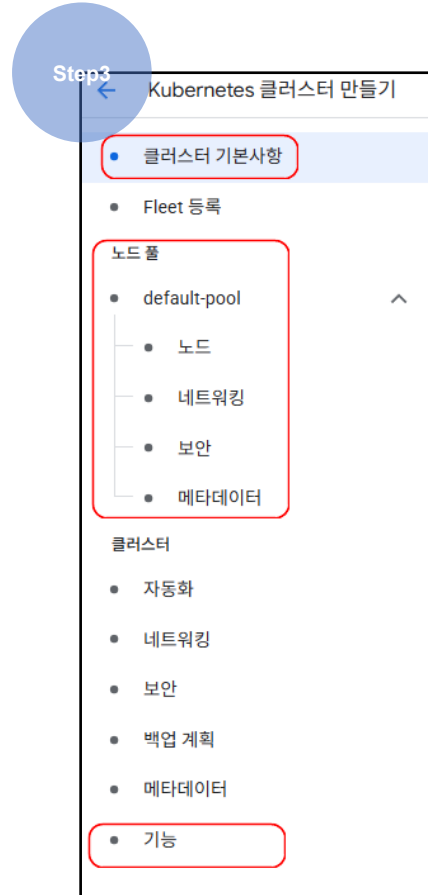 Step3
Kubernetes 클러스터 만들기
클러스터 기본사항
Fleet 등록
노드 풀
default-pool
노드
네트워킹
보안
메타데이터
클러스터
자동화
네트워킹
보안
백업 계획
메타데이터
기능